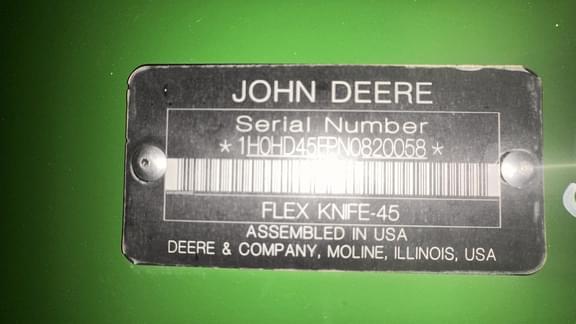 JOHN DEERE
Serial Number
*1H0HD45FPN0820058*
FLEX KNIFE-45
ASSEMBLED IN USA
DEERE & COMPANY, MOLINE, ILLINOIS, USA